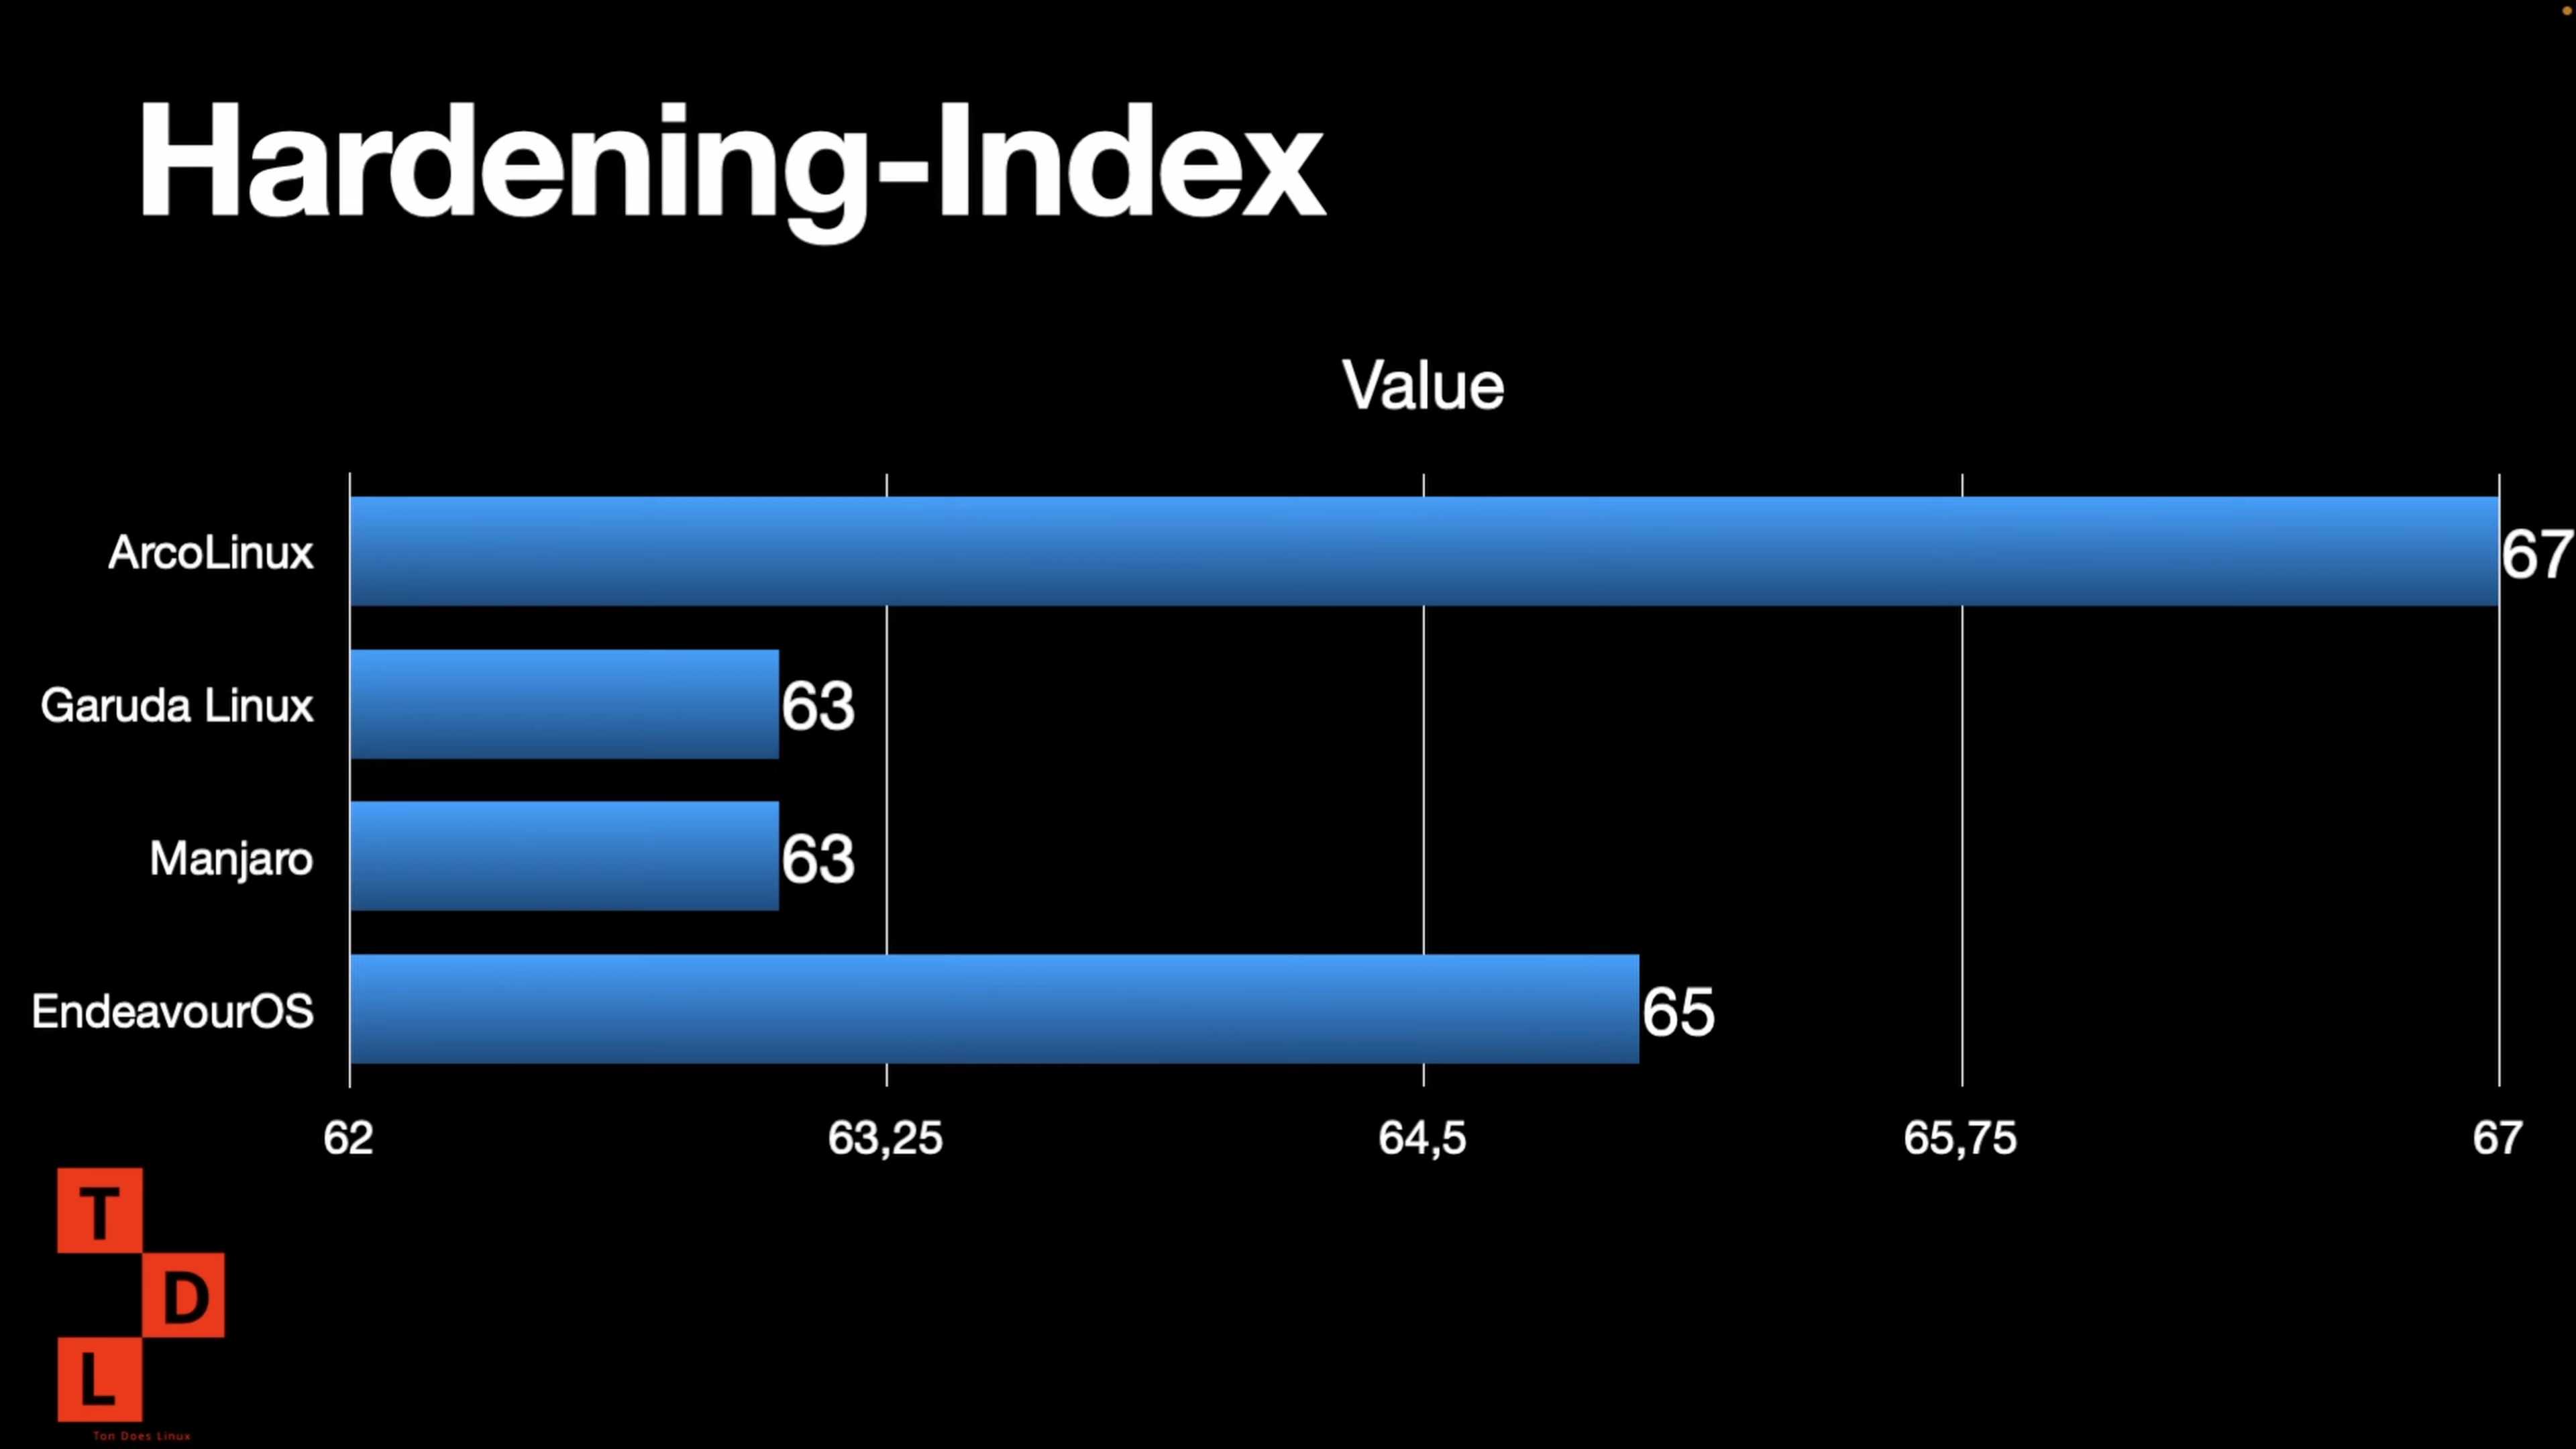 Hardening-Index
Value
ArcoLinux
67
Garuda Linux
63
Manjaro
63
EndeavourOS
65
62
63,25
64,5
65,75
67
T
D
L
Ton Does Linux